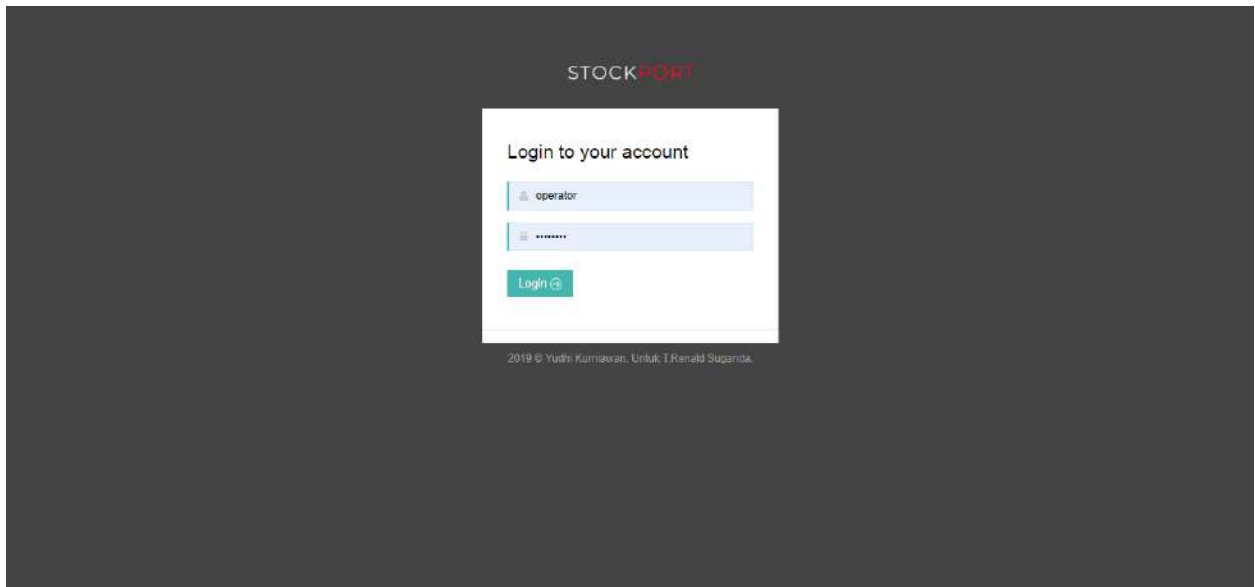 STOCKPORT
Login to your account
operator
••••••••
Login
2019 © Yudhi Kurniawan. Untuk T.Renald Suganda.